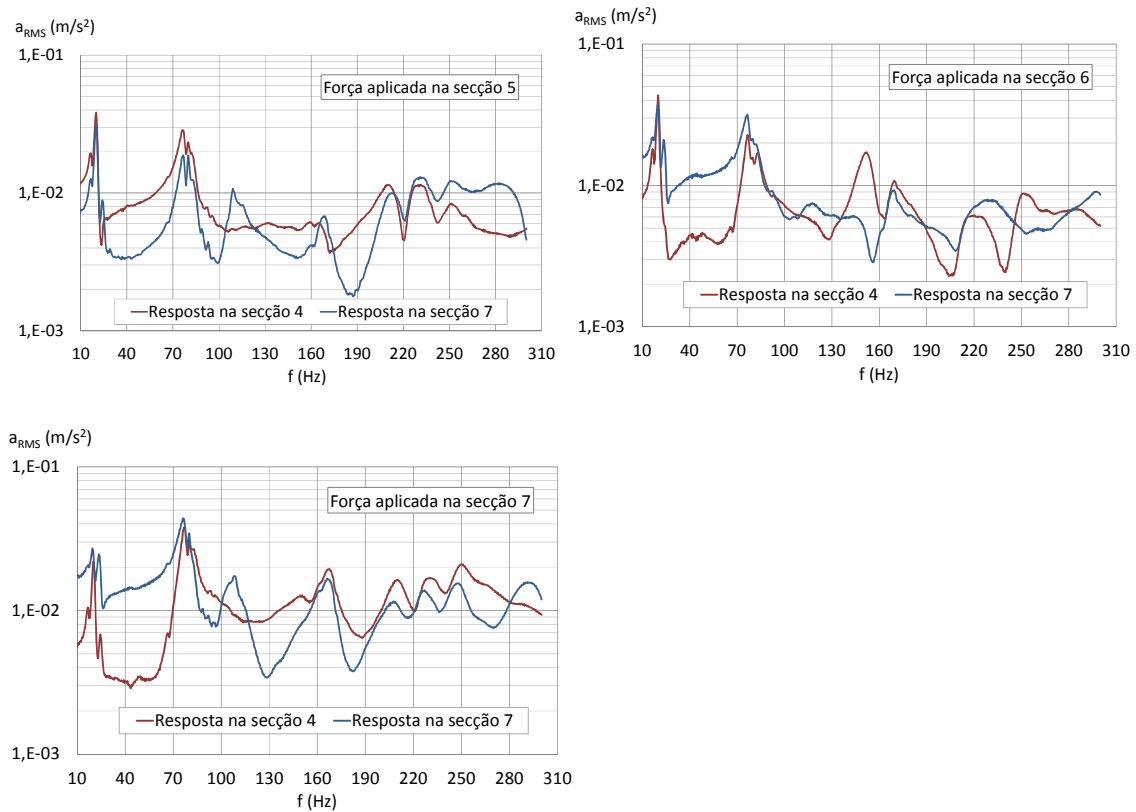 aRMS (m/s²)
1,E-01
Força aplicada na secção 5
1,E-02
Resposta na secção 4 Resposta na secção 7
1,E-03
10 40 70 100 130 160 190 220 250 280 310
f (Hz)
aRMS (m/s²)
1,E-01
Força aplicada na secção 6
1,E-02
Resposta na secção 4 Resposta na secção 7
1,E-03
10 40 70 100 130 160 190 220 250 280 310
f (Hz)
aRMS (m/s²)
1,E-01
Força aplicada na secção 7
1,E-02
Resposta na secção 4 Resposta na secção 7
1,E-03
10 40 70 100 130 160 190 220 250 280 310
f (Hz)